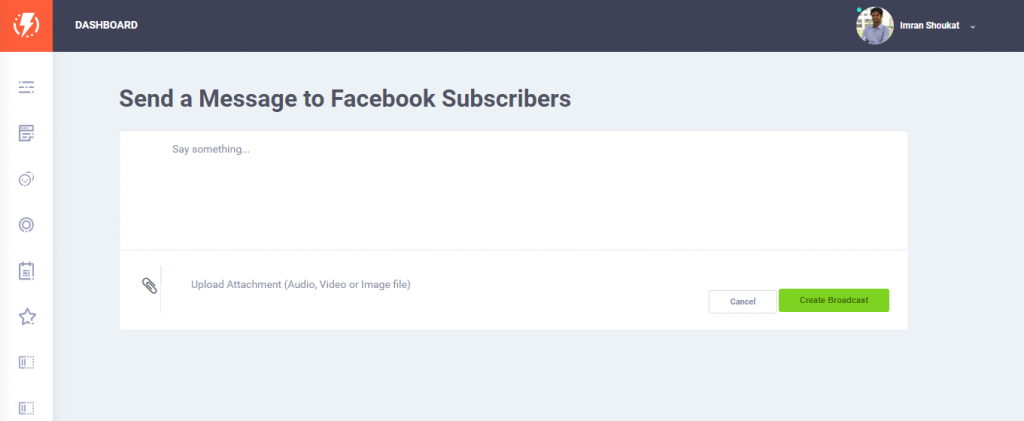 DASHBOARD
Imran Shoukat
Send a Message to Facebook Subscribers
Say something...
Upload Attachment (Audio, Video or Image file)
Cancel
Create Broadcast